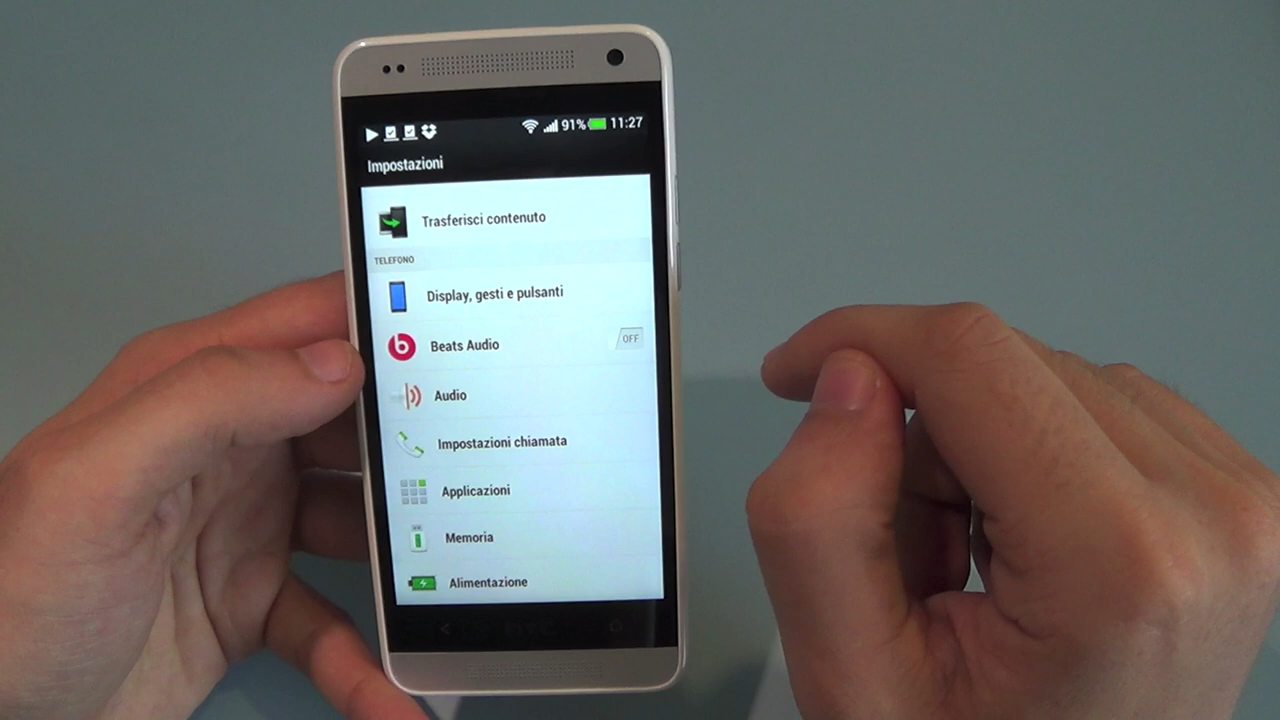 91% 11:27
Impostazioni
Trasferisci contenuto
TELEFONO
Display, gesti e pulsanti
Beats Audio OFF
Audio
Impostazioni chiamata
Applicazioni
Memoria
Alimentazione